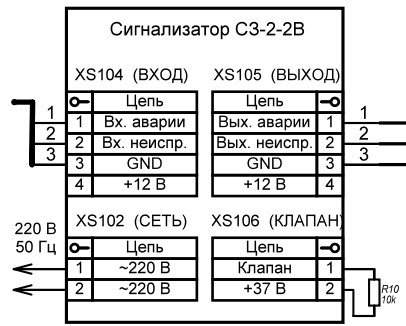 Сигнализатор СЗ-2-2В
XS104 (ВХОД)
Цепь
1 1 Вх. аварии
2 2 Вх. неиспр.
3 3 GND
4 +12 В
XS105 (ВЫХОД)
Цепь
Вых. аварии 1 1
Вых. неиспр. 2 2
GND 3 3
+12 В 4
220 В
50 Гц
XS102 (СЕТЬ)
Цепь
1 ~220 В
2 ~220 В
XS106 (КЛАПАН)
Цепь
Клапан 1
+37 В 2
R10
10k